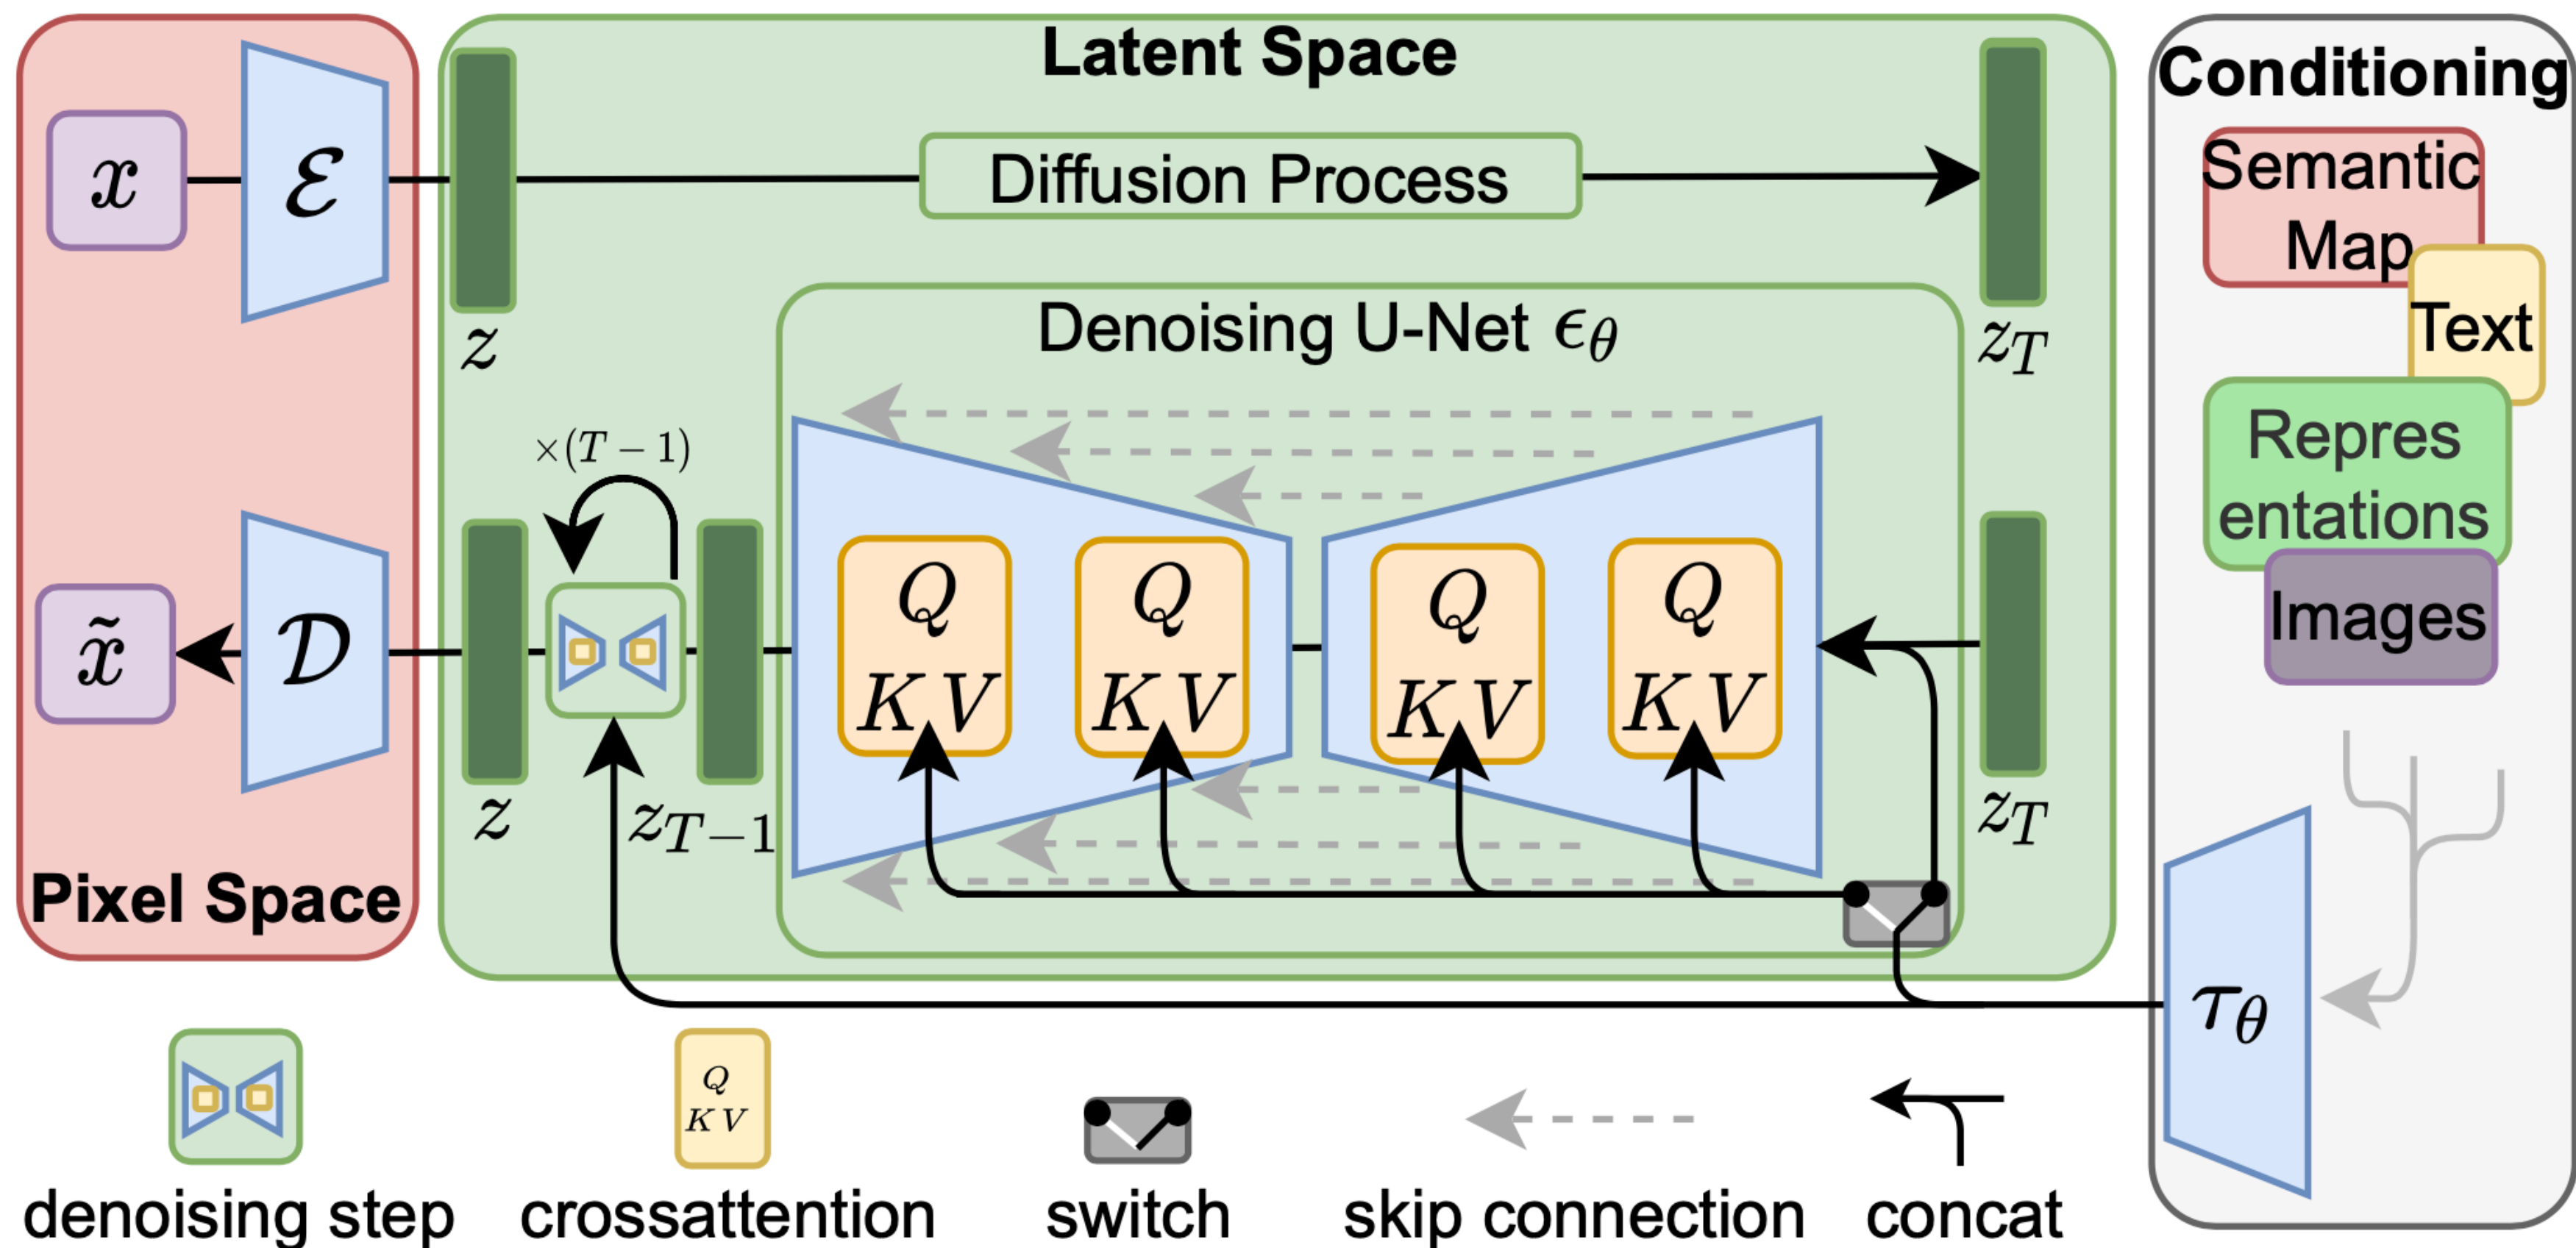 Latent Space
Conditioning
x
ℰ
Diffusion Process
z
z_T
Semantic
Map
Text
Repres
entations
Images
Denoising U-Net ϵ_θ
×(T − 1)
Q
K V
Q
K V
Q
K V
Q
K V
x̃
𝒟
z
z_{T−1}
z_T
Pixel Space
τ_θ
Q
K V
denoising step
crossattention
switch
skip connection
concat